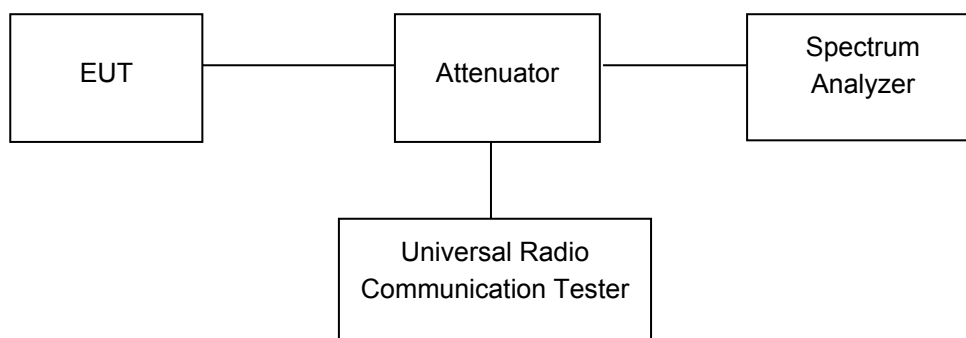 EUT
Attenuator
Spectrum
Analyzer
Universal Radio
Communication Tester